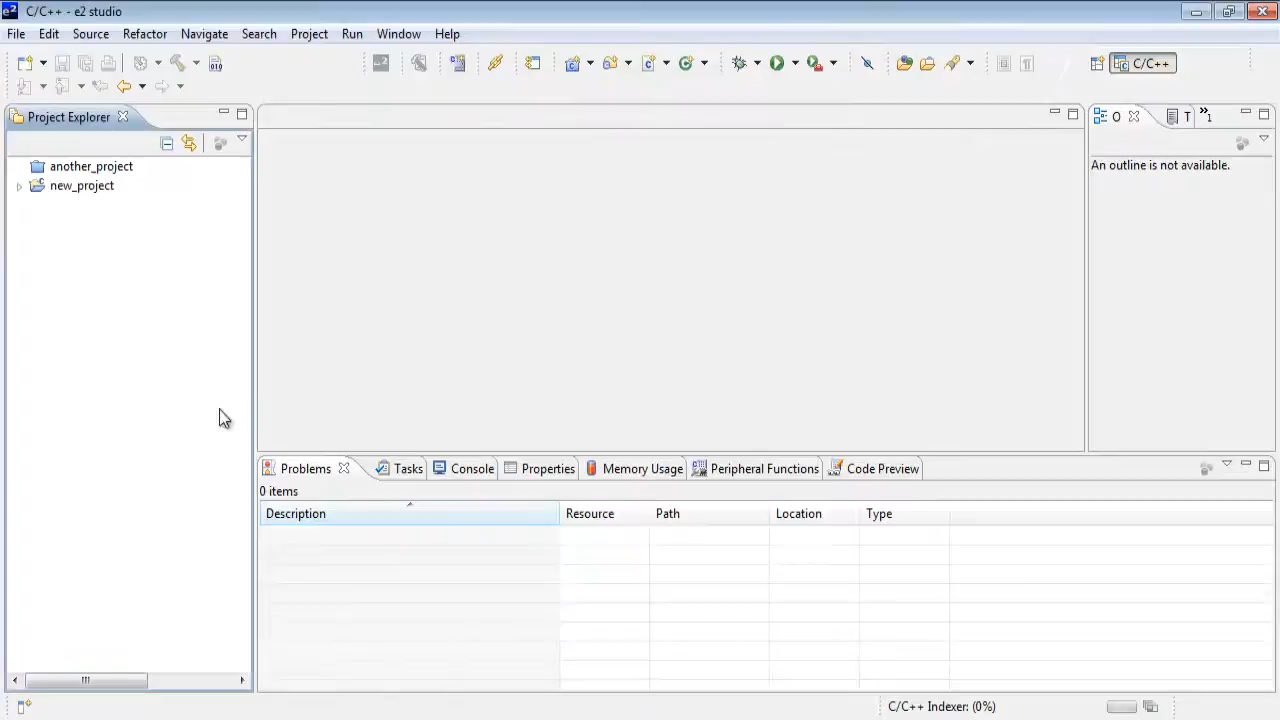 C/C++ - e2 studio
File Edit Source Refactor Navigate Search Project Run Window Help
C/C++
Project Explorer
O
T
1
another_project
new_project
An outline is not available.
Problems Tasks Console Properties Memory Usage Peripheral Functions Code Preview
0 items
Description Resource Path Location Type
C/C++ Indexer: (0%)